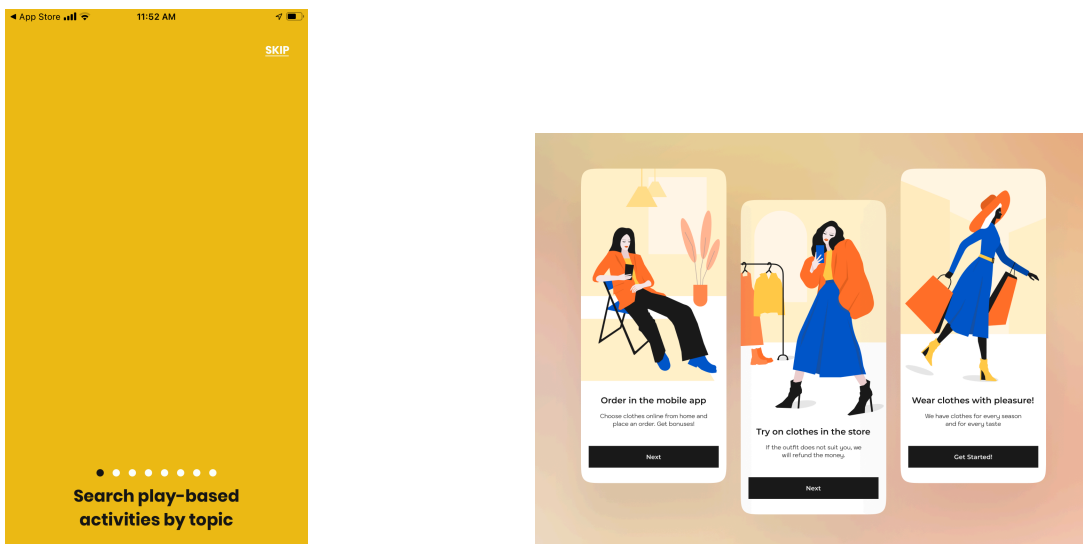 App Store
11:52 AM
SKIP
Search play-based
activities by topic
Order in the mobile app
Choose clothes online from home and
place an order. Get bonuses!
Next
Try on clothes in the store
If the outfit does not suit you, we
will refund the money.
Next
Wear clothes with pleasure!
We have clothes for every season
and for every taste
Get Started!